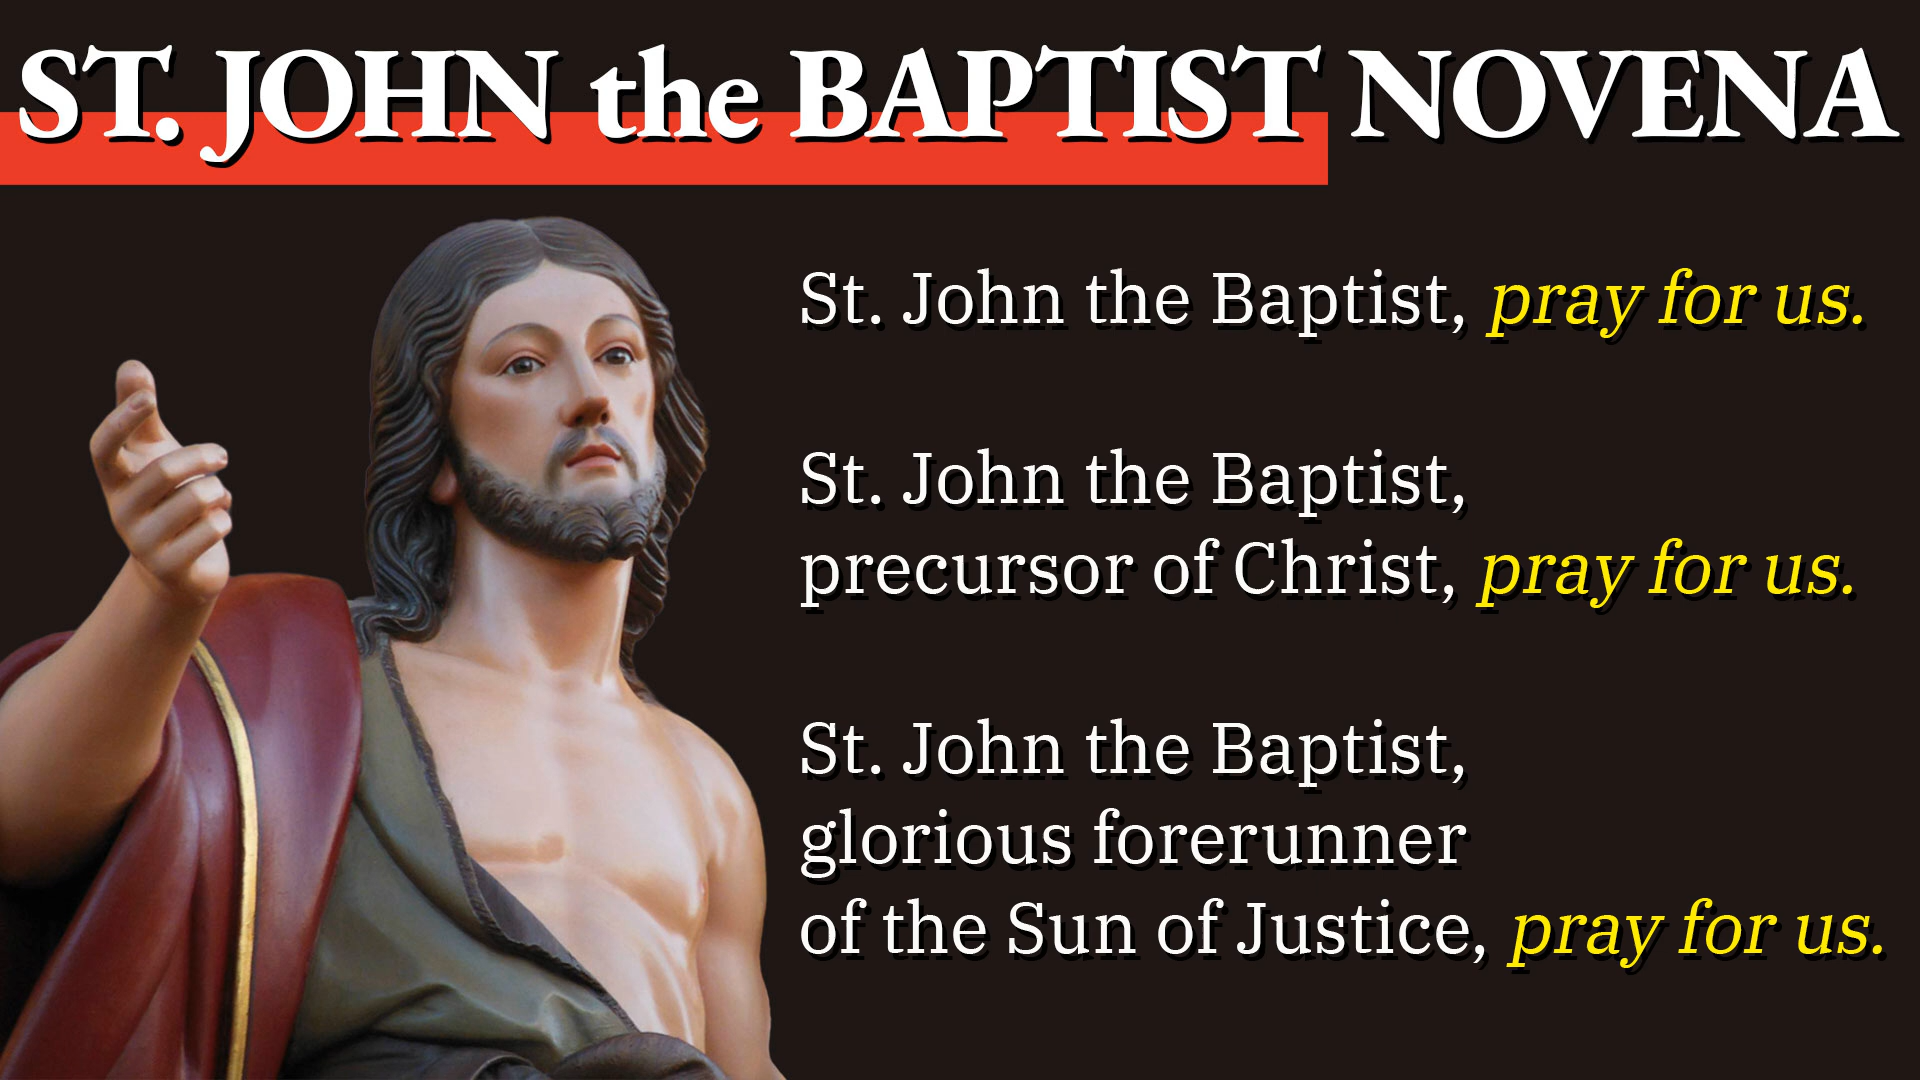 ST. JOHN the BAPTIST NOVENA
St. John the Baptist, pray for us.
St. John the Baptist,
precursor of Christ, pray for us.
St. John the Baptist,
glorious forerunner
of the Sun of Justice, pray for us.